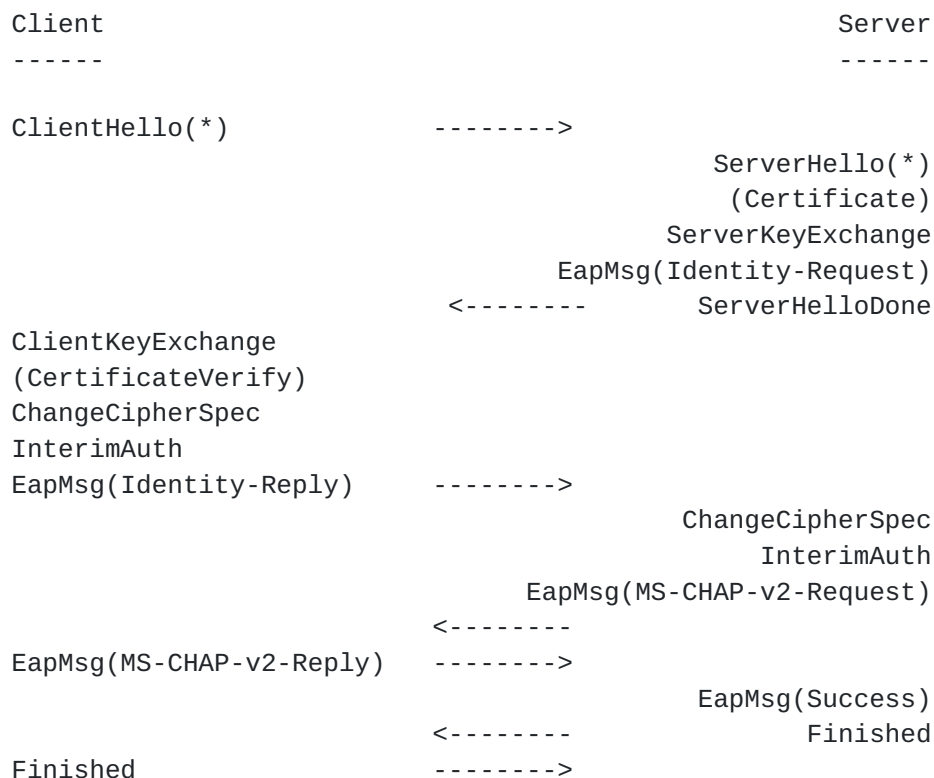 Client                                                Server
------                                                ------

ClientHello(*)             -------->
                                              ServerHello(*)
                                               (Certificate)
                                           ServerKeyExchange
                                    EapMsg(Identity-Request)
                            <--------        ServerHelloDone
ClientKeyExchange
(CertificateVerify)
ChangeCipherSpec
InterimAuth
EapMsg(Identity-Reply)     -------->
                                            ChangeCipherSpec
                                                 InterimAuth
                                  EapMsg(MS-CHAP-v2-Request)
                           <--------
EapMsg(MS-CHAP-v2-Reply)   -------->
                                             EapMsg(Success)
                           <--------                Finished
Finished                   -------->